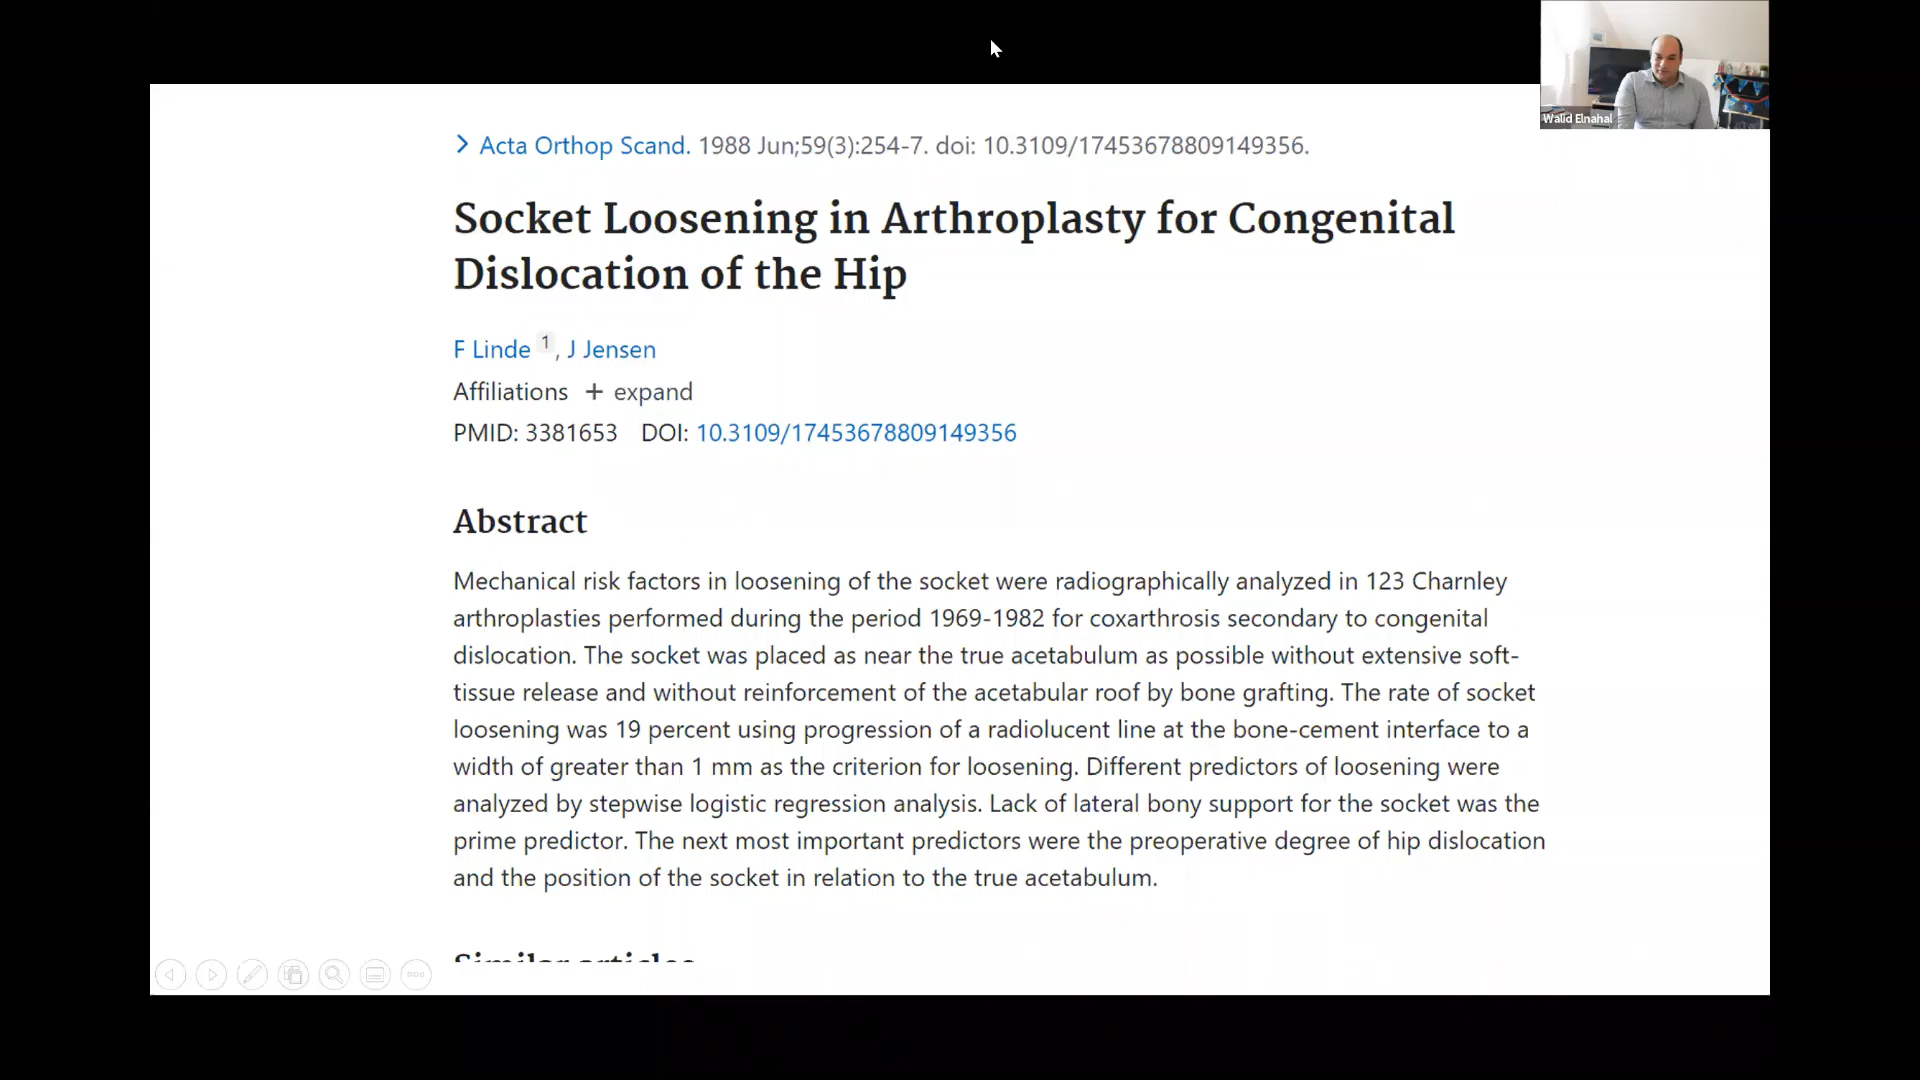 Walid Elnahal
Acta Orthop Scand. 1988 Jun;59(3):254-7. doi: 10.3109/17453678809149356.
Socket Loosening in Arthroplasty for Congenital
Dislocation of the Hip
F Linde 1, J Jensen
Affiliations + expand
PMID: 3381653 DOI: 10.3109/17453678809149356
Abstract
Mechanical risk factors in loosening of the socket were radiographically analyzed in 123 Charnley
arthroplasties performed during the period 1969-1982 for coxarthrosis secondary to congenital
dislocation. The socket was placed as near the true acetabulum as possible without extensive soft-
tissue release and without reinforcement of the acetabular roof by bone grafting. The rate of socket
loosening was 19 percent using progression of a radiolucent line at the bone-cement interface to a
width of greater than 1 mm as the criterion for loosening. Different predictors of loosening were
analyzed by stepwise logistic regression analysis. Lack of lateral bony support for the socket was the
prime predictor. The next most important predictors were the preoperative degree of hip dislocation
and the position of the socket in relation to the true acetabulum.
Similar articles